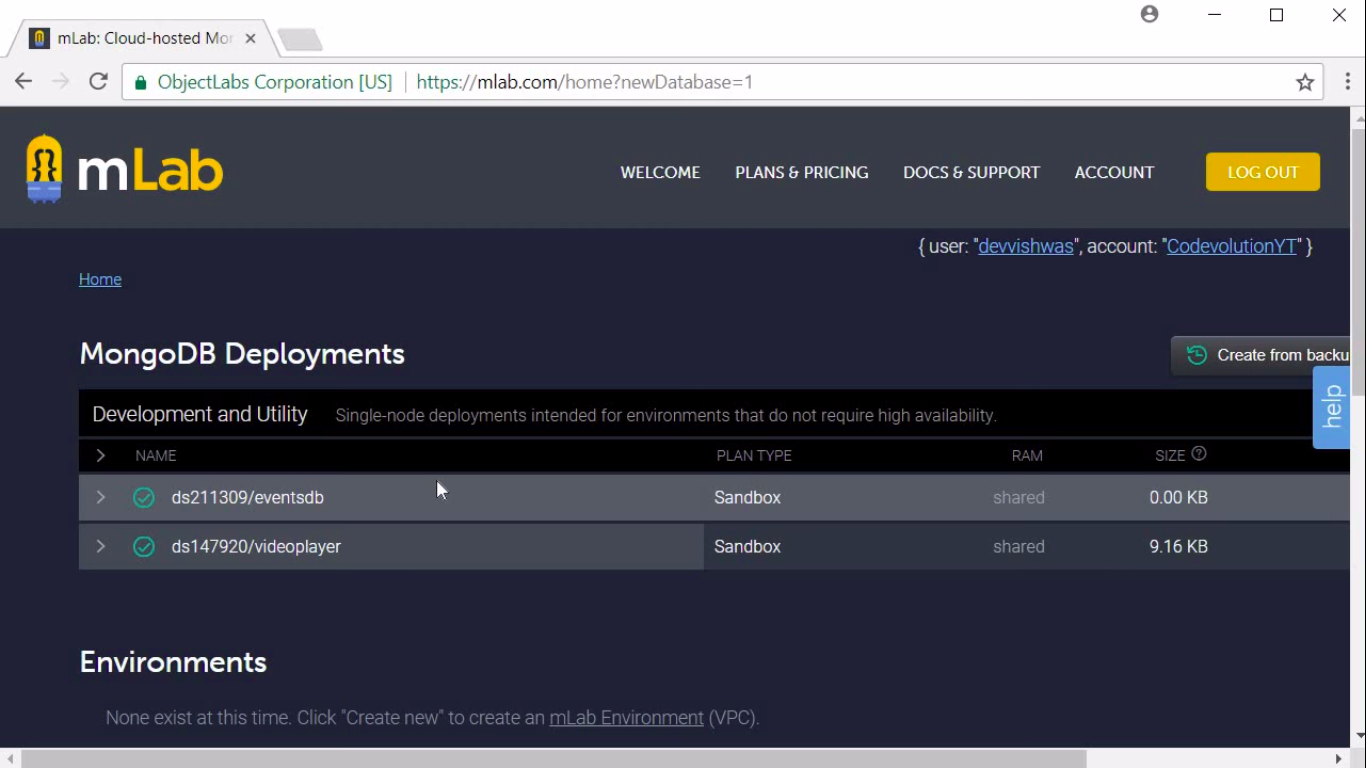 mLab: Cloud-hosted Mon
ObjectLabs Corporation [US] https://mlab.com/home?newDatabase=1
mLab
WELCOME PLANS & PRICING DOCS & SUPPORT ACCOUNT LOG OUT
{ user: "devvishwas", account: "CodevolutionYT" }
Home
MongoDB Deployments
Create from backu
help
Development and Utility Single-node deployments intended for environments that do not require high availability.
NAME PLAN TYPE RAM SIZE ?
ds211309/eventsdb Sandbox shared 0.00 KB
ds147920/videoplayer Sandbox shared 9.16 KB
Environments
None exist at this time. Click "Create new" to create an mLab Environment (VPC).